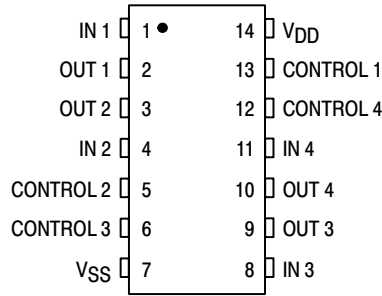 IN 1 1 14 VDD
OUT 1 2 13 CONTROL 1
OUT 2 3 12 CONTROL 4
IN 2 4 11 IN 4
CONTROL 2 5 10 OUT 4
CONTROL 3 6 9 OUT 3
VSS 7 8 IN 3